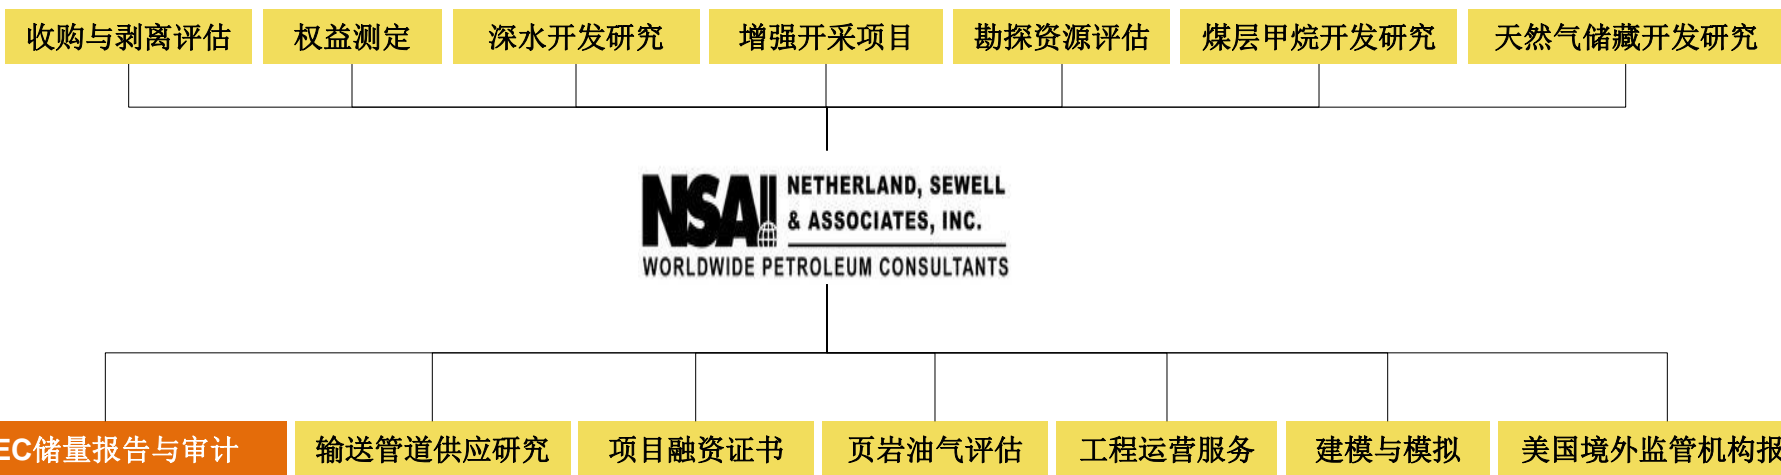 收购与剥离评估
权益测定
深水开发研究
增强开采项目
勘探资源评估
煤层甲烷开发研究
天然气储藏开发研究
NSAI
NETHERLAND, SEWELL
& ASSOCIATES, INC.
WORLDWIDE PETROLEUM CONSULTANTS
EC储量报告与审计
输送管道供应研究
项目融资证书
页岩油气评估
工程运营服务
建模与模拟
美国境外监管机构报